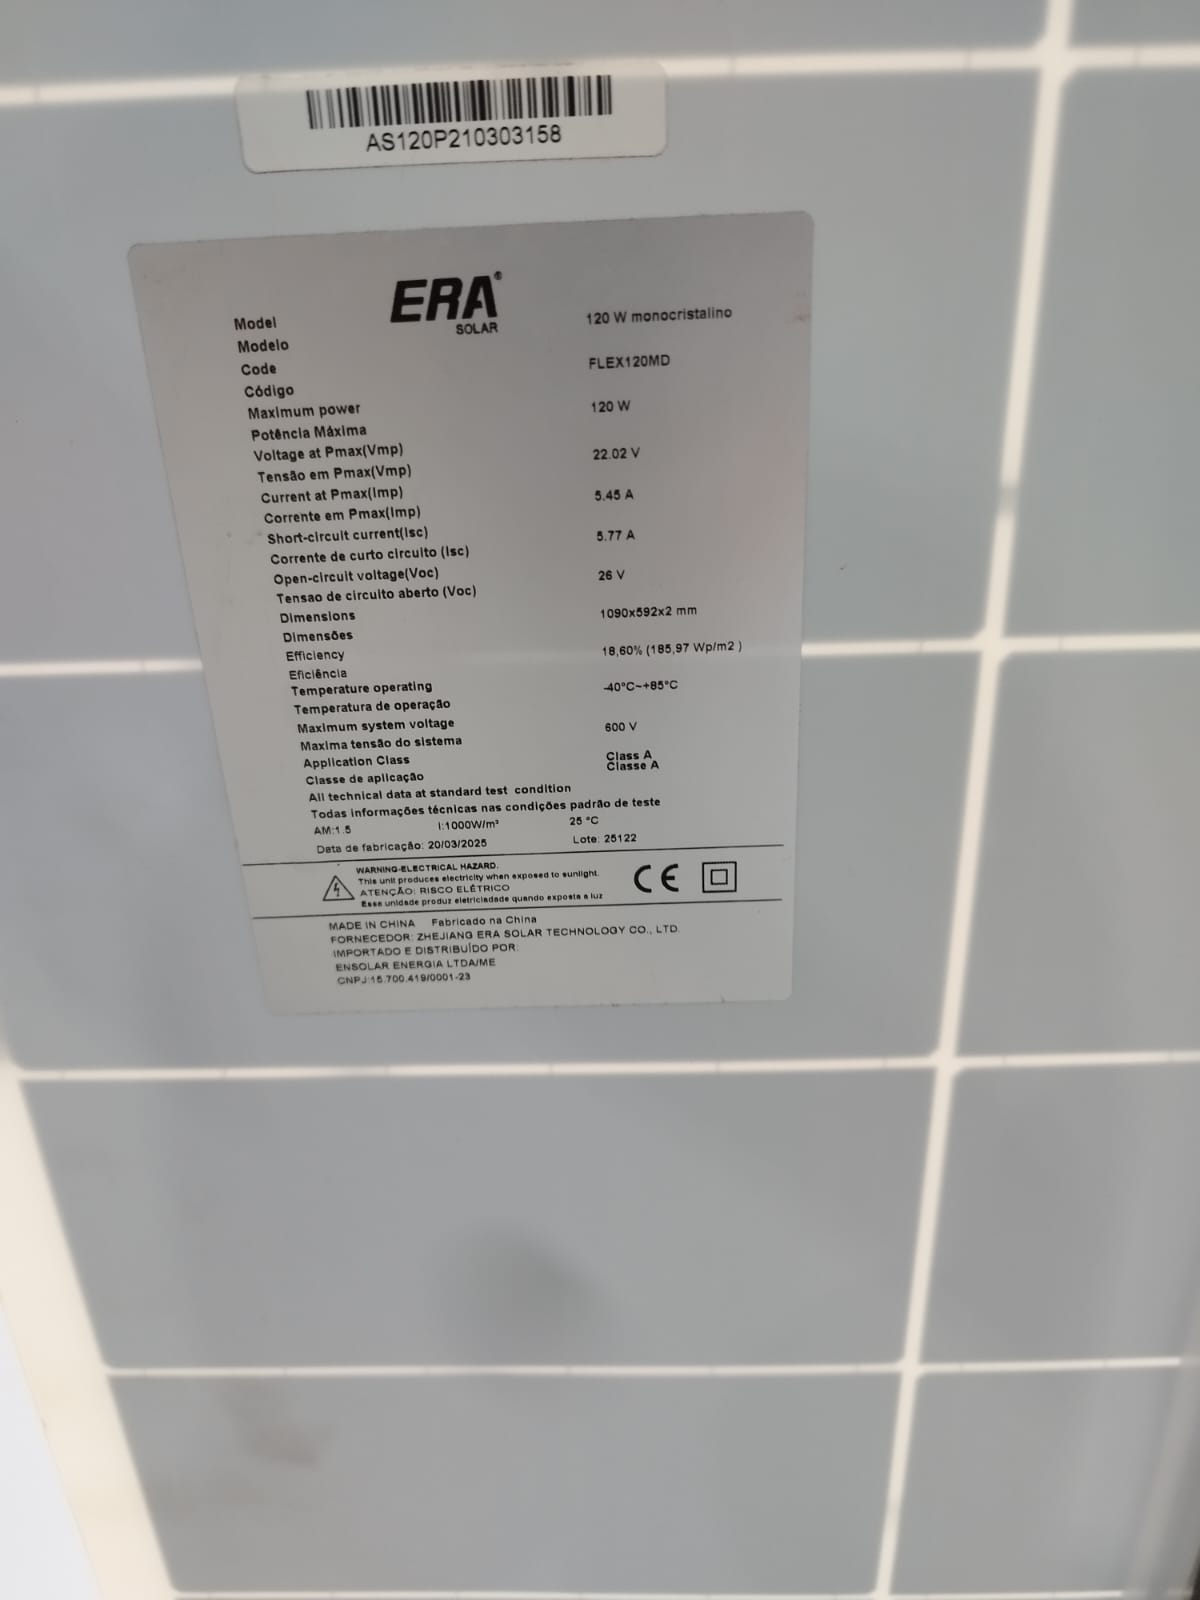 AS120P210303158
ERA®
SOLAR
Model 120 W monocristalino
Modelo
Code FLEX120MD
Código
Maximum power 120 W
Potência Máxima
Voltage at Pmax(Vmp) 22.02 V
Tensão em Pmax(Vmp)
Current at Pmax(Imp) 5.45 A
Corrente em Pmax(Imp)
Short-circuit current(Isc) 5.77 A
Corrente de curto circuito (Isc)
Open-circuit voltage(Voc) 26 V
Tensao de circuito aberto (Voc)
Dimensions 1090x592x2 mm
Dimensões
Efficiency 18,60% (185,97 Wp/m2 )
Eficiência
Temperature operating -40°C~+85°C
Temperatura de operação
Maximum system voltage 600 V
Maxima tensão do sistema
Application Class Class A
Classe de aplicação Classe A
All technical data at standard test condition
Todas informações técnicas nas condições padrão de teste
AM:1.5 I:1000W/m² 25 °C
Data de fabricação: 20/03/2025 Lote: 25122
WARNING-ELECTRICAL HAZARD.
This unit produces electricity when exposed to sunlight.
ATENÇÃO: RISCO ELÉTRICO
Esse unidade produz eletriciadade quando exposta a luz
CE
MADE IN CHINA Fabricado na China
FORNECEDOR: ZHEJIANG ERA SOLAR TECHNOLOGY CO., LTD.
IMPORTADO E DISTRIBUÍDO POR:
ENSOLAR ENERGIA LTDA/ME
CNPJ:15.700.419/0001-23